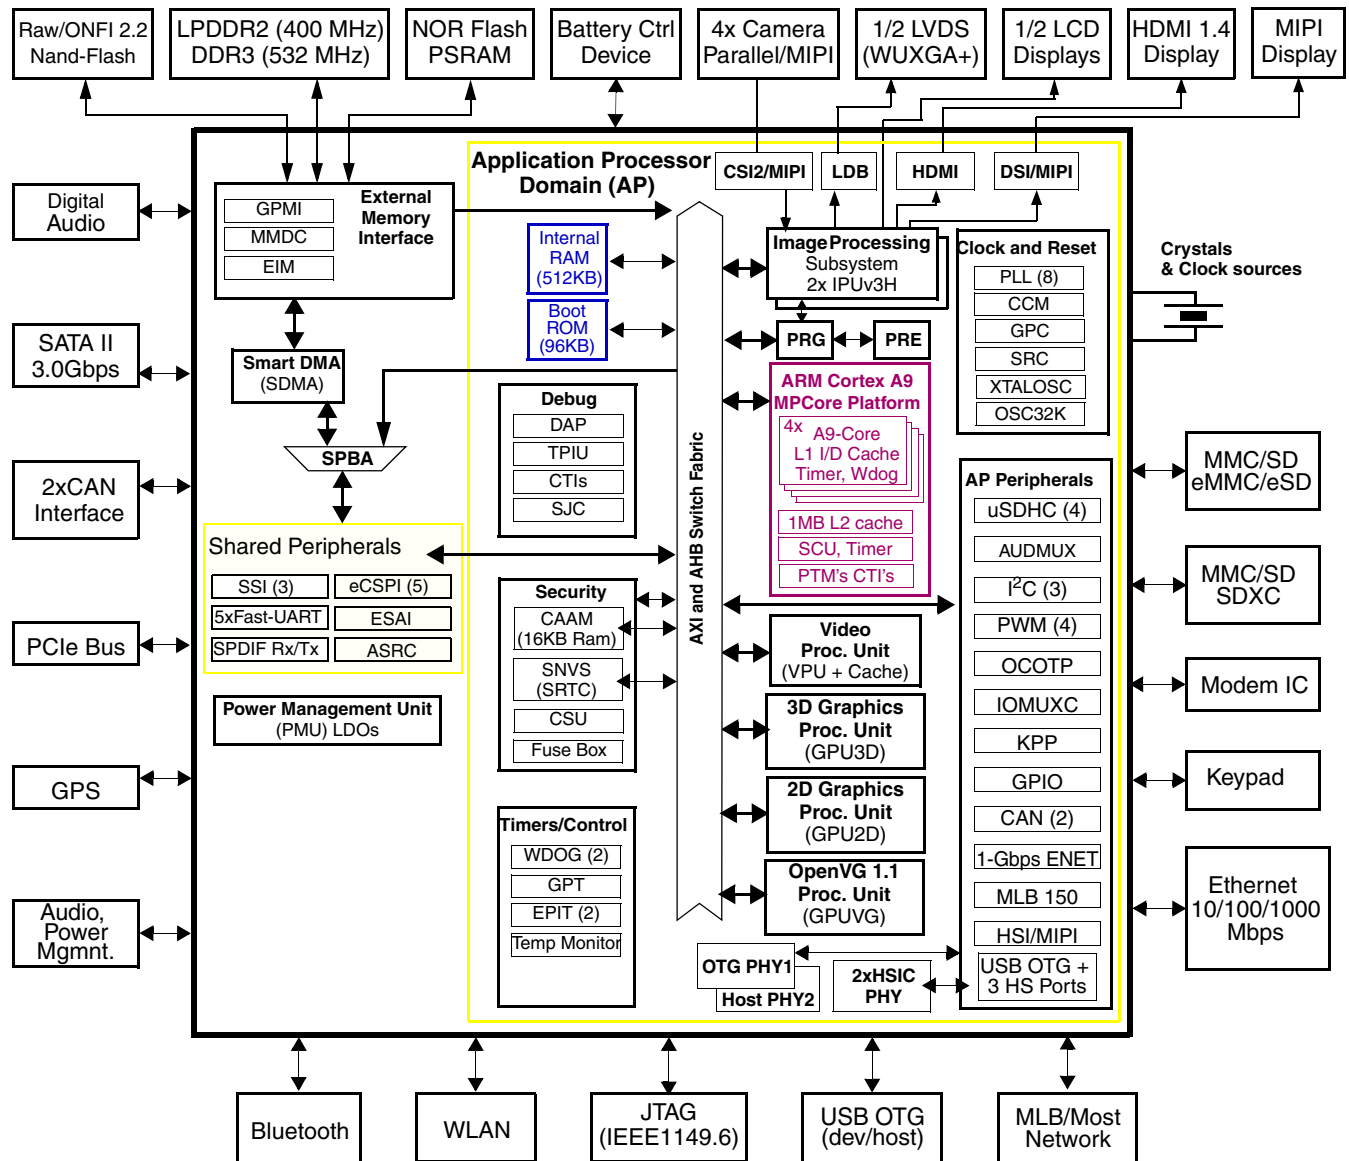 Raw/ONFI 2.2
Nand-Flash
LPDDR2 (400 MHz)
DDR3 (532 MHz)
NOR Flash
PSRAM
Battery Ctrl
Device
4x Camera
Parallel/MIPI
1/2 LVDS
(WUXGA+)
1/2 LCD
Displays
HDMI 1.4
Display
MIPI
Display
Digital
Audio
SATA II
3.0Gbps
2xCAN
Interface
PCIe Bus
GPS
Audio,
Power
Mgmnt.
External
Memory
Interface
GPMI
MMDC
EIM
Smart DMA
(SDMA)
SPBA
Shared Peripherals
SSI (3)
eCSPI (5)
5xFast-UART
ESAI
SPDIF Rx/Tx
ASRC
Power Management Unit
(PMU) LDOs
Application Processor
Domain (AP)
Internal
RAM
(512KB)
Boot
ROM
(96KB)
Debug
DAP
TPIU
CTIs
SJC
Security
CAAM
(16KB Ram)
SNVS
(SRTC)
CSU
Fuse Box
Timers/Control
WDOG (2)
GPT
EPIT (2)
Temp Monitor
AXI and AHB Switch Fabric
CSI2/MIPI
LDB
HDMI
DSI/MIPI
Image Processing
Subsystem
2x IPUv3H
PRG
PRE
ARM Cortex A9
MPCore Platform
4x
A9-Core
L1 I/D Cache
Timer, Wdog
1MB L2 cache
SCU, Timer
PTM's CTI's
Video
Proc. Unit
(VPU + Cache)
3D Graphics
Proc. Unit
(GPU3D)
2D Graphics
Proc. Unit
(GPU2D)
OpenVG 1.1
Proc. Unit
(GPUVG)
OTG PHY1
Host PHY2
2xHSIC
PHY
Clock and Reset
PLL (8)
CCM
GPC
SRC
XTALOSC
OSC32K
AP Peripherals
uSDHC (4)
AUDMUX
I²C (3)
PWM (4)
OCOTP
IOMUXC
KPP
GPIO
CAN (2)
1-Gbps ENET
MLB 150
HSI/MIPI
USB OTG +
3 HS Ports
Crystals
& Clock sources
MMC/SD
eMMC/eSD
MMC/SD
SDXC
Modem IC
Keypad
Ethernet
10/100/1000
Mbps
Bluetooth
WLAN
JTAG
(IEEE1149.6)
USB OTG
(dev/host)
MLB/Most
Network